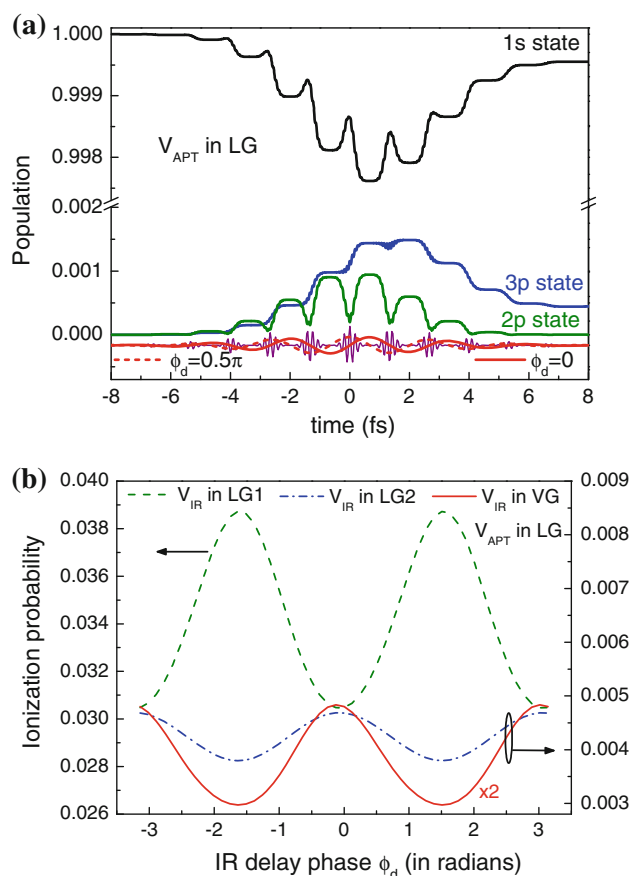 (a)
1.000
0.999
0.998
0.002
0.001
0.000
Population
1s state
V_APT in LG
3p state
2p state
ϕ_d=0.5π
ϕ_d=0
-8 -6 -4 -2 0 2 4 6 8
time (fs)
(b)
0.040
0.038
0.036
0.034
0.032
0.030
0.028
0.026
Ionization probability
V_IR in LG1
V_IR in LG2
V_IR in VG
V_APT in LG
x2
0.009
0.008
0.007
0.006
0.005
0.004
0.003
-3 -2 -1 0 1 2 3
IR delay phase ϕ_d (in radians)